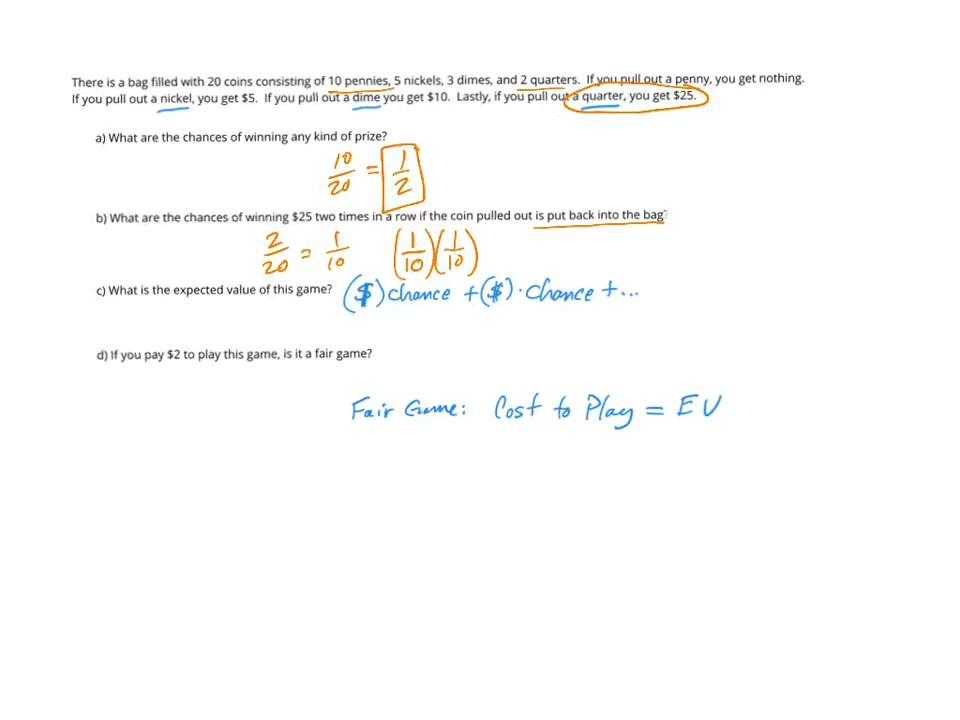 There is a bag filled with 20 coins consisting of 10 pennies, 5 nickels, 3 dimes, and 2 quarters. If you pull out a penny, you get nothing.
If you pull out a nickel, you get $5. If you pull out a dime you get $10. Lastly, if you pull out a quarter, you get $25.
a) What are the chances of winning any kind of prize?
10/20 = 1/2
b) What are the chances of winning $25 two times in a row if the coin pulled out is put back into the bag?
2/20 = 1/10 (1/10)(1/10)
c) What is the expected value of this game? ($) chance + ($) · chance + ...
d) If you pay $2 to play this game, is it a fair game?
Fair Game: Cost to Play = EV